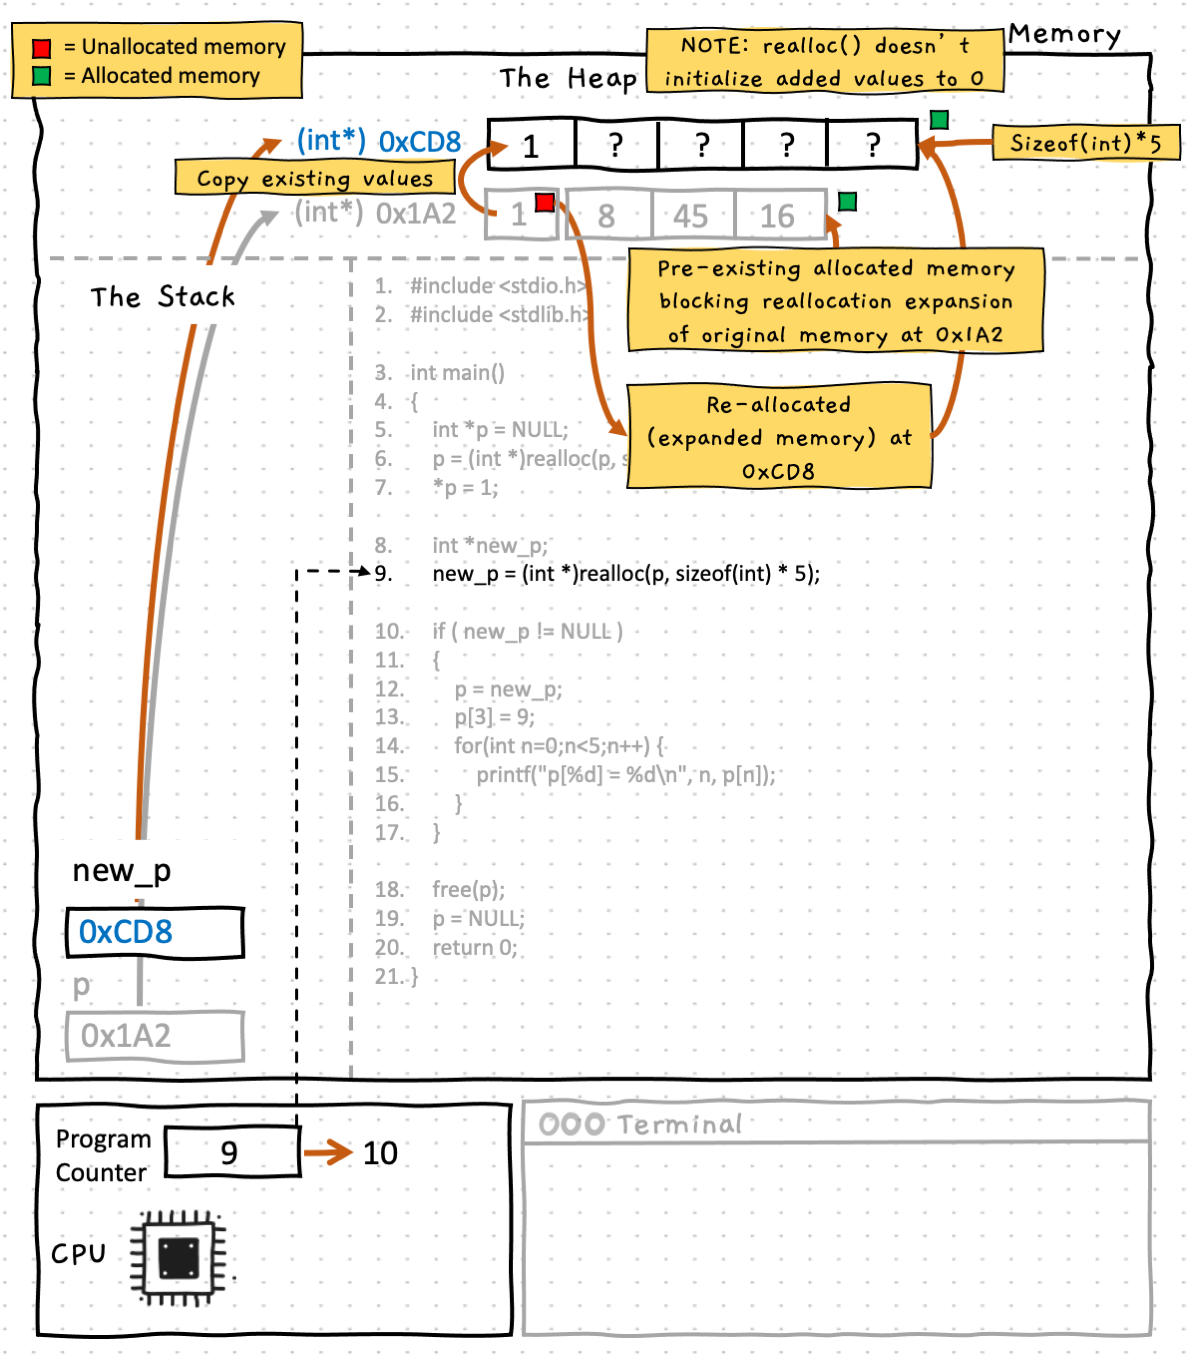 = Unallocated memory
= Allocated memory
Memory
NOTE: realloc() doesn't
initialize added values to 0
The Heap
(int*) 0xCD8
1 ? ? ? ?
Sizeof(int)*5
Copy existing values
(int*) 0x1A2
1 8 45 16
Pre-existing allocated memory
blocking reallocation expansion
of original memory at 0x1A2
The Stack
Re-allocated
(expanded memory) at
0xCD8
1. #include <stdio.h>
2. #include <stdlib.h>
3. int main()
4. {
5. int *p = NULL;
6. p = (int *)realloc(p, s
7. *p = 1;
8. int *new_p;
9. new_p = (int *)realloc(p, sizeof(int) * 5);
10. if ( new_p != NULL )
11. {
12. p = new_p;
13. p[3] = 9;
14. for(int n=0;n<5;n++) {
15. printf("p[%d] = %d\n", n, p[n]);
16. }
17. }
18. free(p);
19. p = NULL;
20. return 0;
21. }
new_p
0xCD8
p
0x1A2
Program
Counter
9
10
CPU
Terminal